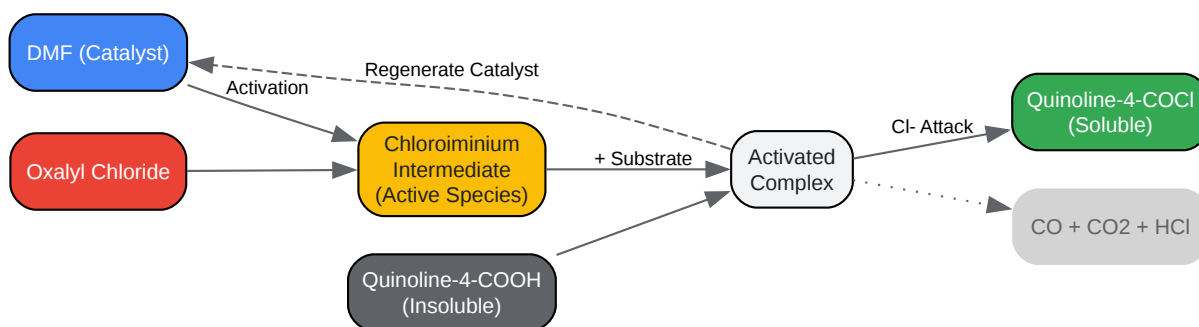 DMF (Catalyst)
Regenerate Catalyst
Activation
Oxalyl Chloride
Chloroiminium
Intermediate
(Active Species)
+ Substrate
Quinoline-4-COOH
(Insoluble)
Activated
Complex
Cl- Attack
Quinoline-4-COCl
(Soluble)
CO + CO2 + HCl